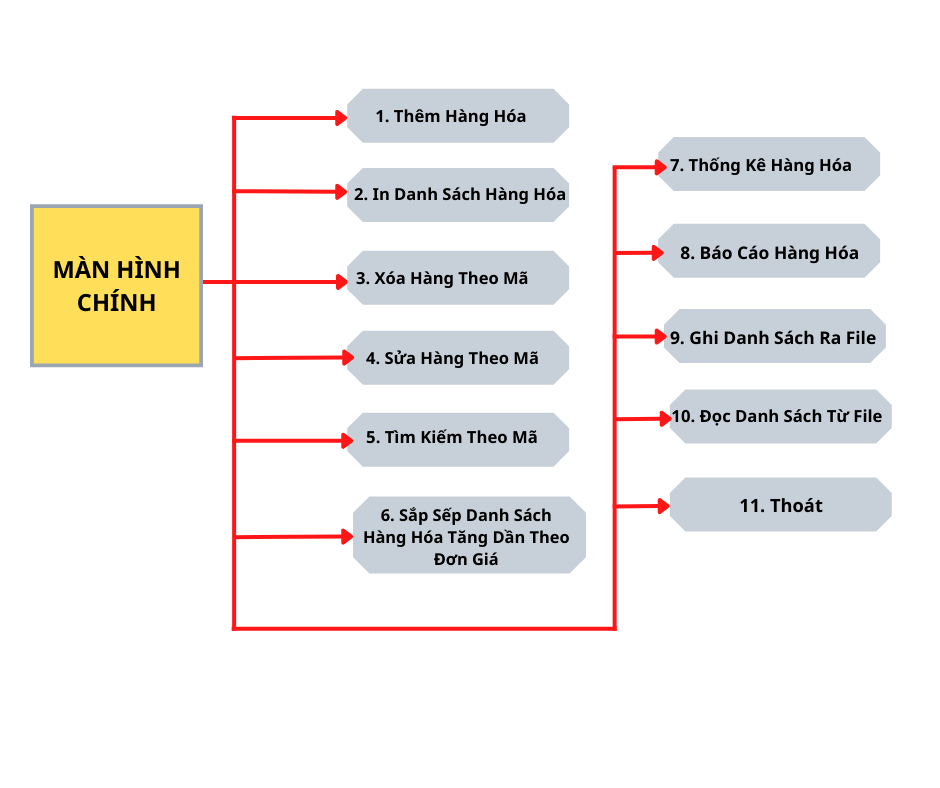 MÀN HÌNH
CHÍNH
1. Thêm Hàng Hóa
2. In Danh Sách Hàng Hóa
3. Xóa Hàng Theo Mã
4. Sửa Hàng Theo Mã
5. Tìm Kiếm Theo Mã
6. Sắp Sếp Danh Sách
Hàng Hóa Tăng Dần Theo
Đơn Giá
7. Thống Kê Hàng Hóa
8. Báo Cáo Hàng Hóa
9. Ghi Danh Sách Ra File
10. Đọc Danh Sách Từ File
11. Thoát